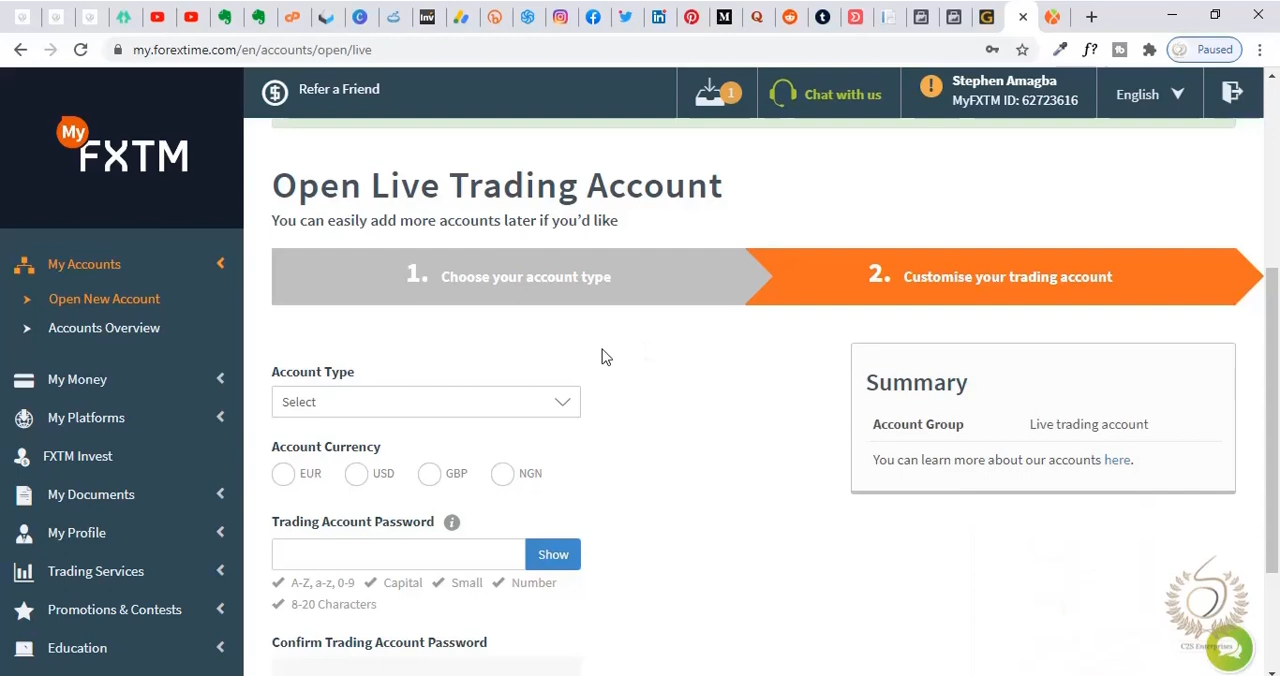 Paused
my.forextime.com/en/accounts/open/live
My FXTM
Refer a Friend
1
Chat with us
Stephen Amagba
MyFXTM ID: 62723616
English
My Accounts
Open New Account
Accounts Overview
My Money
My Platforms
FXTM Invest
My Documents
My Profile
Trading Services
Promotions & Contests
Education
Open Live Trading Account
You can easily add more accounts later if you'd like
1. Choose your account type
2. Customise your trading account
Account Type
Select
Account Currency
EUR USD GBP NGN
Trading Account Password
Show
A-Z, a-z, 0-9 Capital Small Number
8-20 Characters
Confirm Trading Account Password
Summary
Account Group Live trading account
You can learn more about our accounts here.
C2S Enterprises